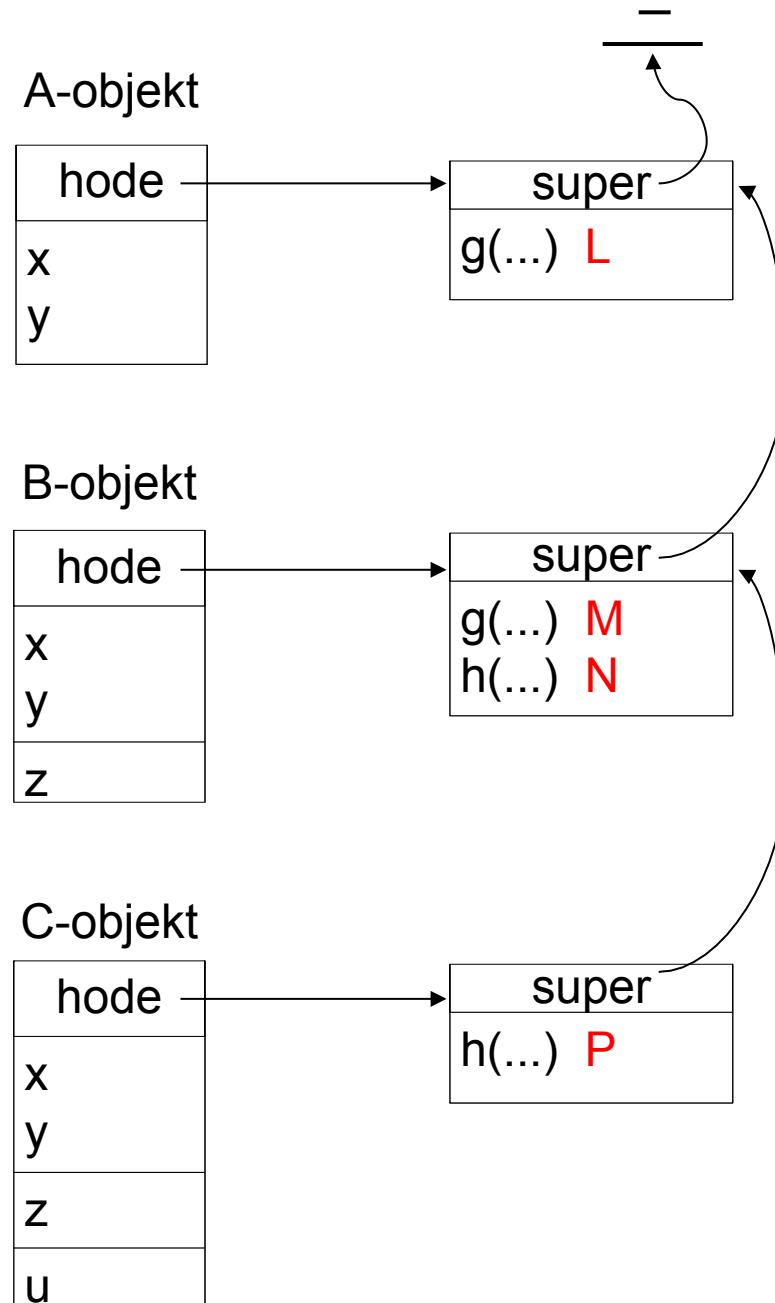 A-objekt
hode
x
y
super
g(...) L
B-objekt
hode
x
y
z
super
g(...) M
h(...) N
C-objekt
hode
x
y
z
u
super
h(...) P